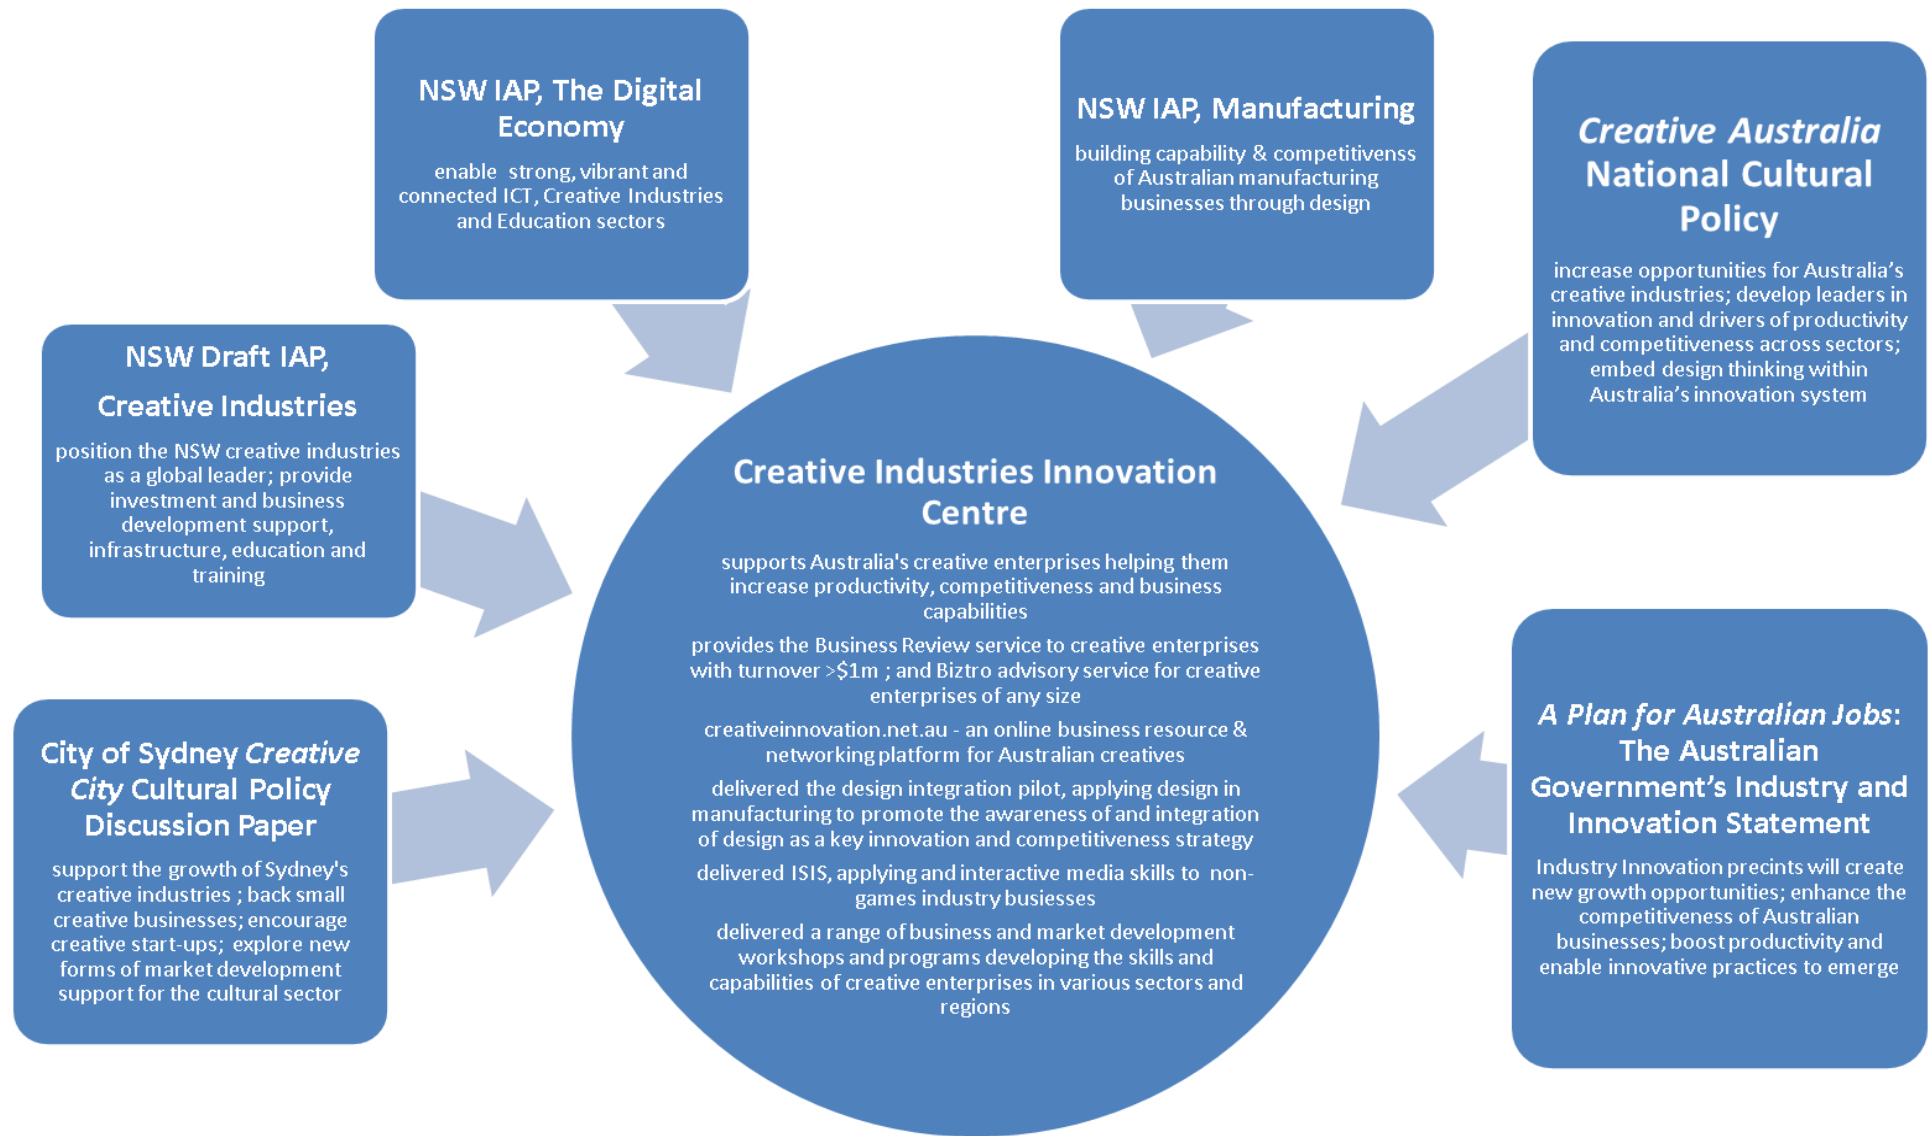 NSW IAP, The Digital
Economy
enable strong, vibrant and
connected ICT, Creative Industries
and Education sectors
NSW IAP, Manufacturing
building capability & competitivenss
of Australian manufacturing
businesses through design
Creative Australia
National Cultural
Policy
increase opportunities for Australia's
creative industries; develop leaders in
innovation and drivers of productivity
and competitiveness across sectors;
embed design thinking within
Australia's innovation system
NSW Draft IAP,
Creative Industries
position the NSW creative industries
as a global leader; provide
investment and business
development support,
infrastructure, education and
training
Creative Industries Innovation
Centre
supports Australia's creative enterprises helping them
increase productivity, competitiveness and business
capabilities
provides the Business Review service to creative enterprises
with turnover >$1m ; and Biztro advisory service for creative
enterprises of any size
creativeinnovation.net.au - an online business resource &
networking platform for Australian creatives
delivered the design integration pilot, applying design in
manufacturing to promote the awareness of and integration
of design as a key innovation and competitiveness strategy
delivered ISIS, applying and interactive media skills to non-
games industry busiesses
delivered a range of business and market development
workshops and programs developing the skills and
capabilities of creative enterprises in various sectors and
regions
City of Sydney Creative
City Cultural Policy
Discussion Paper
support the growth of Sydney's
creative industries ; back small
creative businesses; encourage
creative start-ups; explore new
forms of market development
support for the cultural sector
A Plan for Australian Jobs:
The Australian
Government's Industry and
Innovation Statement
Industry Innovation precints will create
new growth opportunities; enhance the
competitiveness of Australian
businesses; boost productivity and
enable innovative practices to emerge